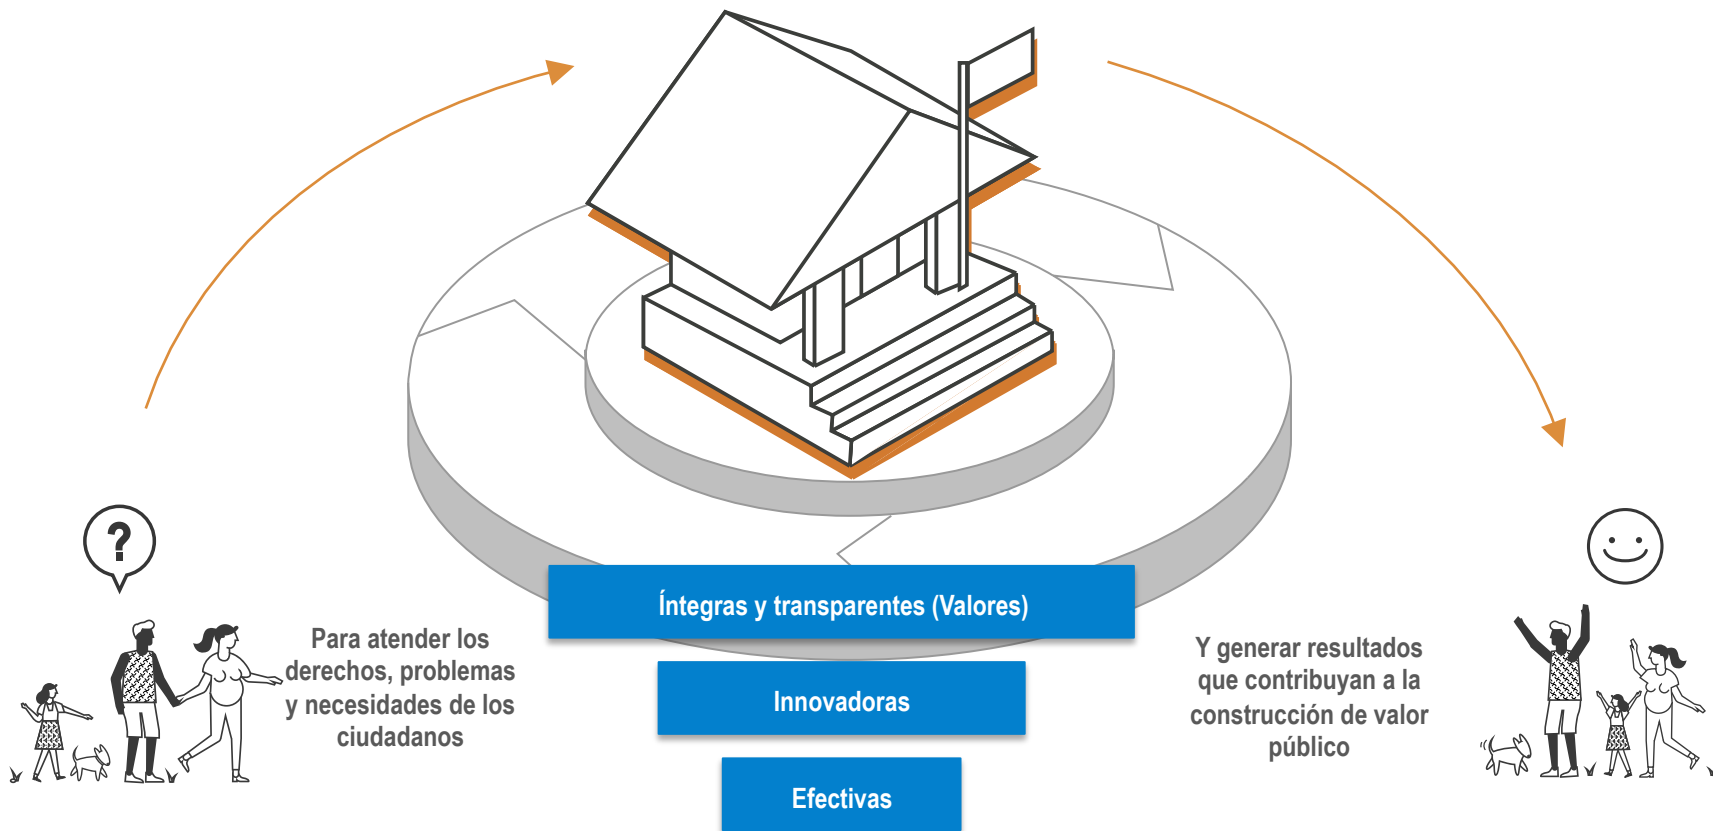 ?
Para atender los
derechos, problemas
y necesidades de los
ciudadanos
Íntegras y transparentes (Valores)
Innovadoras
Efectivas
Y generar resultados
que contribuyan a la
construcción de valor
público